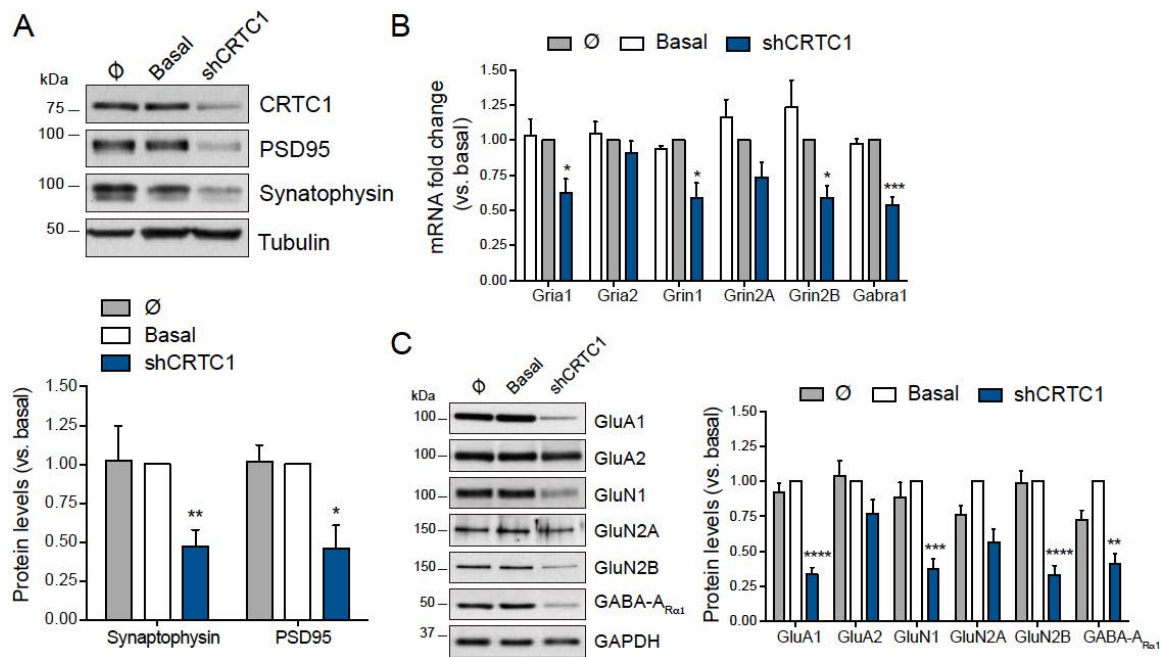 A
kDa
Ø Basal shCRTC1
75
CRTC1
100
PSD95
100
Synatophysin
50
Tubulin
Ø
Basal
shCRTC1
Protein levels (vs. basal)
1.50
1.25
1.00
0.75
0.50
0.25
0.00
**
*
Synaptophysin PSD95
B
Ø Basal shCRTC1
mRNA fold change
(vs. basal)
1.50
1.25
1.00
0.75
0.50
0.25
0.00
* * * ***
Gria1 Gria2 Grin1 Grin2A Grin2B Gabra1
C
kDa
Ø Basal shCRTC1
100 GluA1
100 GluA2
100 GluN1
150 GluN2A
150 GluN2B
50 GABA-ARα1
37 GAPDH
Ø Basal shCRTC1
Protein levels (vs. basal)
1.50
1.25
1.00
0.75
0.50
0.25
0.00
**** *** **** **
GluA1 GluA2 GluN1 GluN2A GluN2B GABA-ARα1